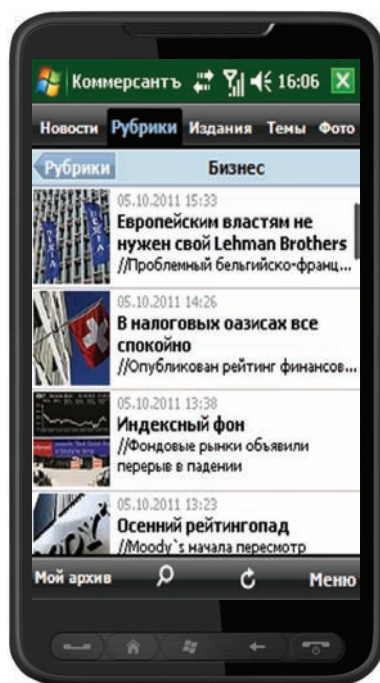 Коммерсантъ 16:06
Новости Рубрики Издания Темы Фото
Рубрики Бизнес
05.10.2011 15:33
Европейским властям не
нужен свой Lehman Brothers
//Проблемный бельгийско-франц...
05.10.2011 14:26
В налоговых оазисах все
спокойно
//Опубликован рейтинг финансов...
05.10.2011 13:38
Индексный фон
//Фондовые рынки объявили
перерыв в падении
05.10.2011 13:23
Осенний рейтингопад
//Moody`s начала пересмотр
Мой архив Меню